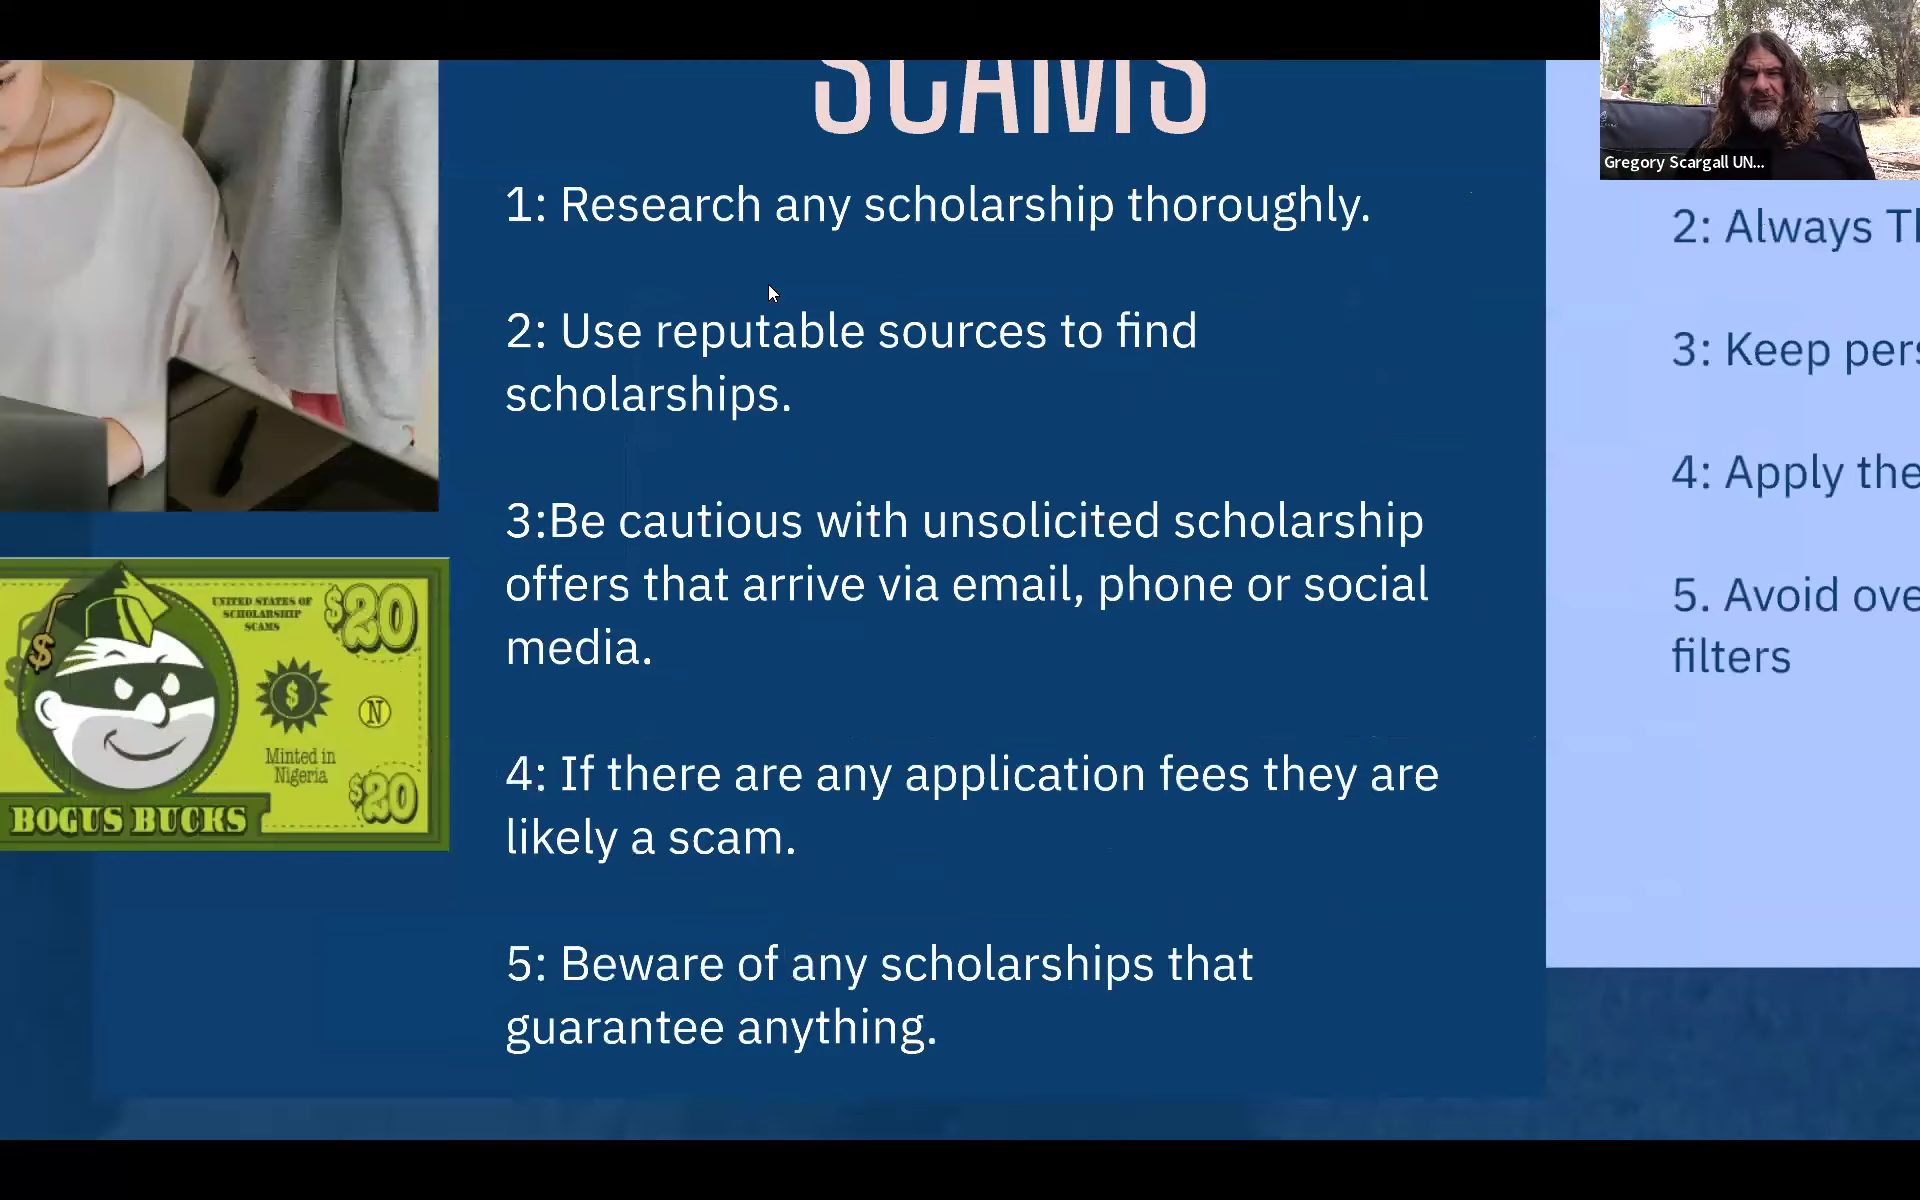 SCAMS
1: Research any scholarship thoroughly.
2: Use reputable sources to find
scholarships.
3:Be cautious with unsolicited scholarship
offers that arrive via email, phone or social
media.
4: If there are any application fees they are
likely a scam.
5: Beware of any scholarships that
guarantee anything.
UNITED STATES OF
SCHOLARSHIP
SCAMS
$20
$
$
N
Minted in
Nigeria
$20
BOGUS BUCKS
Gregory Scargall UN...
2: Always
3: Keep
4: Apply
5. Avoid
filters